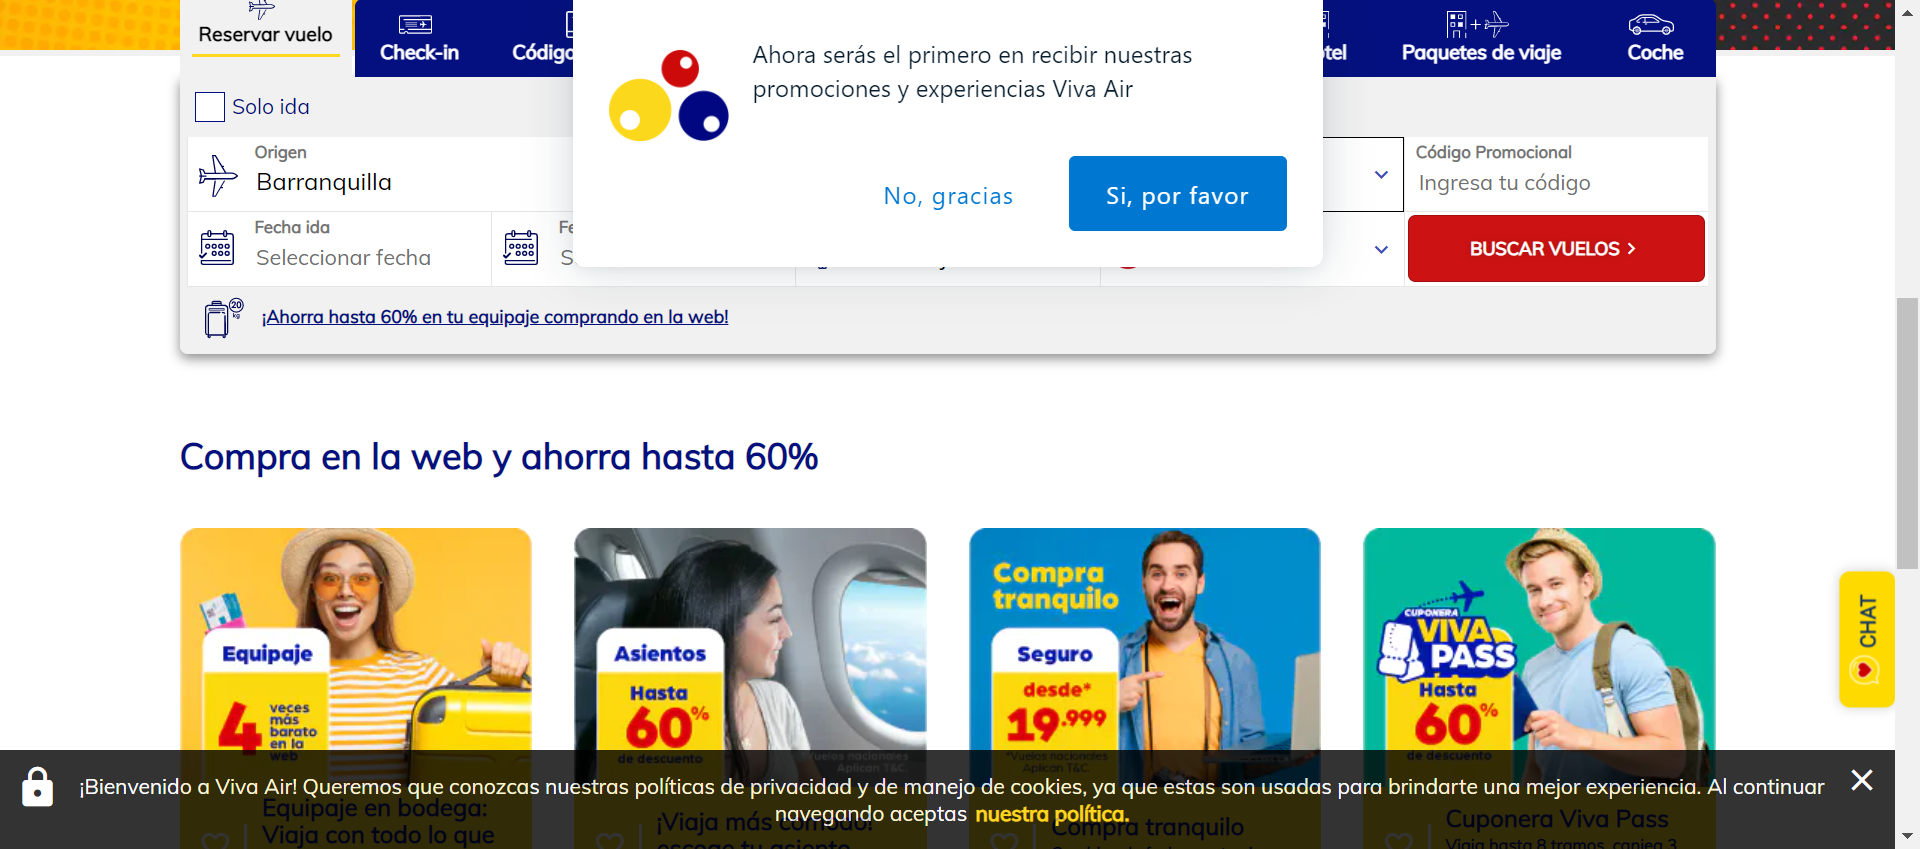 Reservar vuelo
Check-in
Código
tel
Paquetes de viaje
Coche
Ahora serás el primero en recibir nuestras
promociones y experiencias Viva Air
No, gracias
Si, por favor
Solo ida
Origen
Barranquilla
Código Promocional
Ingresa tu código
Fecha ida
Seleccionar fecha
Fe
S
BUSCAR VUELOS >
20
kg
¡Ahorra hasta 60% en tu equipaje comprando en la web!
Compra en la web y ahorra hasta 60%
Equipaje
4 veces
más
barato
en la
web
Asientos
Hasta
60%
de descuento
Vuelos nacionales
Aplican T&C.
Compra
tranquilo
Seguro
desde*
19.999
*Vuelos nacionales
Aplican T&C.
CUPONERA
VIVA
PASS
Hasta
60%
de descuento
CHAT
¡Bienvenido a Viva Air! Queremos que conozcas nuestras políticas de privacidad y de manejo de cookies, ya que estas son usadas para brindarte una mejor experiencia. Al continuar
navegando aceptas nuestra política.
Equipaje en bodega:
Viaja con todo lo que
¡Viaja más cómodo!
escoge tu asiento
Compra tranquilo
Cuponera Viva Pass
Viaja hasta 8 tramos, canjea 3